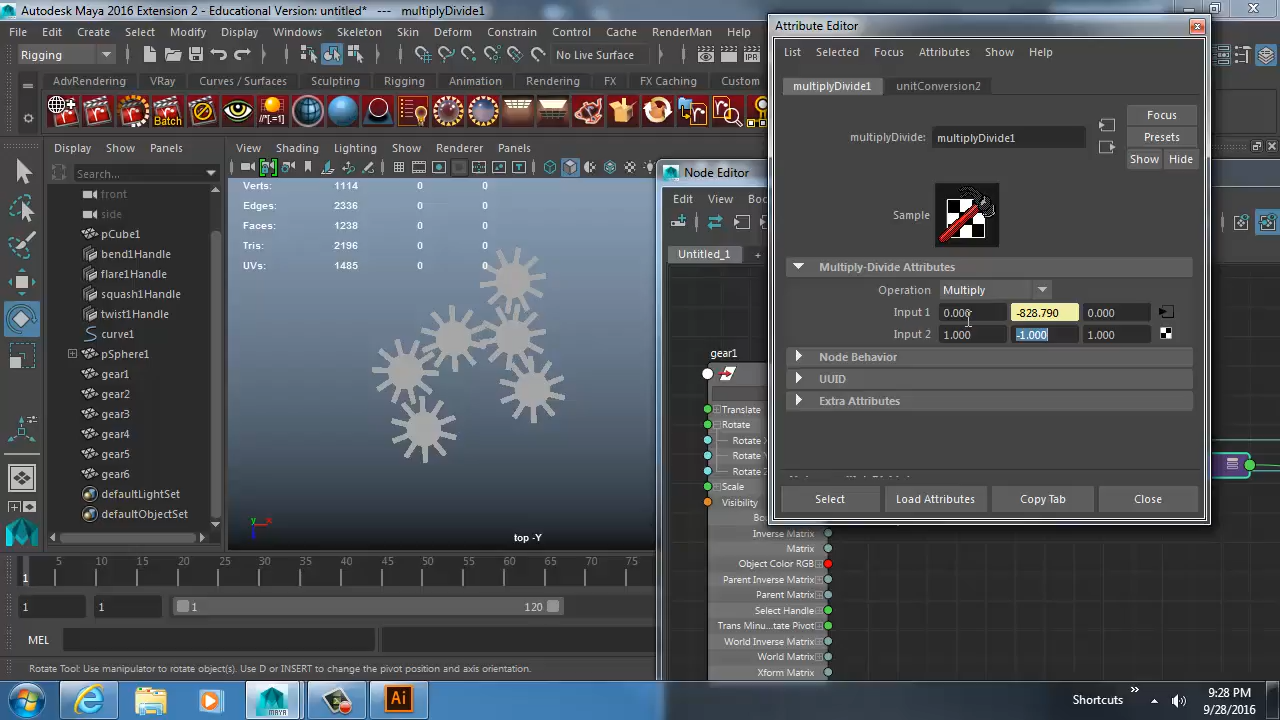 Autodesk Maya 2016 Extension 2 - Educational Version: untitled* --- multiplyDivide1
File Edit Create Select Modify Display Windows Skeleton Skin Deform Constrain Control Cache RenderMan Help
Rigging No Live Surface
AdvRendering VRay Curves / Surfaces Sculpting Rigging Animation Rendering FX FX Caching Custom
Batch
Display Show Panels
Search...
front
side
pCube1
bend1Handle
flare1Handle
squash1Handle
twist1Handle
curve1
pSphere1
gear1
gear2
gear3
gear4
gear5
gear6
defaultLightSet
defaultObjectSet
View Shading Lighting Show Renderer Panels
Verts: 1114 0 0
Edges: 2336 0 0
Faces: 1238 0 0
Tris: 2196 0 0
UVs: 1485 0 0
top -Y
Node Editor
Edit View
Untitled_1 +
gear1
Translate
Rotate
Rotate
Rotate
Rotate
Scale
Visibility
Inverse Matrix
Matrix
Object Color RGB
Parent Inverse Matrix
Parent Matrix
Select Handle
Trans Minu...tate Pivot
World Inverse Matrix
World Matrix
Xform Matrix
Attribute Editor
List Selected Focus Attributes Show Help
multiplyDivide1 unitConversion2
multiplyDivide: multiplyDivide1
Focus
Presets
Show Hide
Sample
Multiply-Divide Attributes
Operation Multiply
Input 1 0.000 -828.790 0.000
Input 2 1.000 -1.000 1.000
Node Behavior
UUID
Extra Attributes
Select Load Attributes Copy Tab Close
5 10 15 20 25 30 35 40 45 50 55 60 65 70 75
1
1 1 1 120
MEL
Rotate Tool: Use manipulator to rotate object(s). Use D or INSERT to change the pivot position and axis orientation.
MAYA
Ai
Shortcuts
9:28 PM
9/28/2016